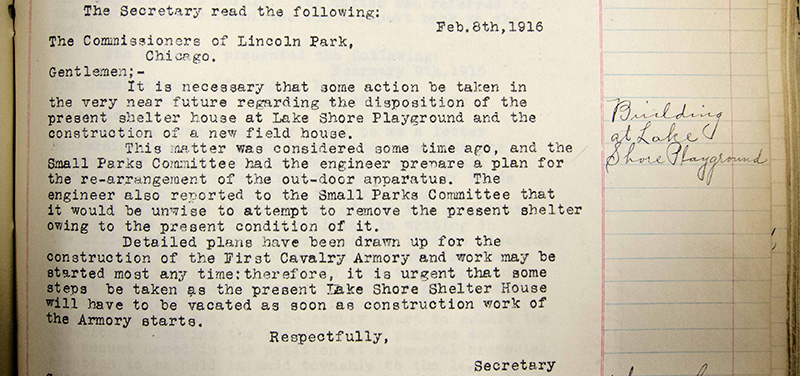 The Secretary read the following:
Feb.8th,1916
The Commissioners of Lincoln Park,
Chicago.
Gentlemen;-
It is necessary that some action be taken in
the very near future regarding the disposition of the
present shelter house at Lake Shore Playground and the
construction of a new field house.
This matter was considered some time ago, and the
Small Parks Committee had the engineer prepare a plan for
the re-arrangement of the out-door apparatus. The
engineer also reported to the Small Parks Committee that
it would be unwise to attempt to remove the present shelter
owing to the present condition of it.
Detailed plans have been drawn up for the
construction of the First Cavalry Armory and work may be
started most any time:therefore, it is urgent that some
steps be taken as the present Lake Shore Shelter House
will have to be vacated as soon as construction work of
the Armory starts.
Respectfully,
Secretary
Building
at Lake
Shore Playground